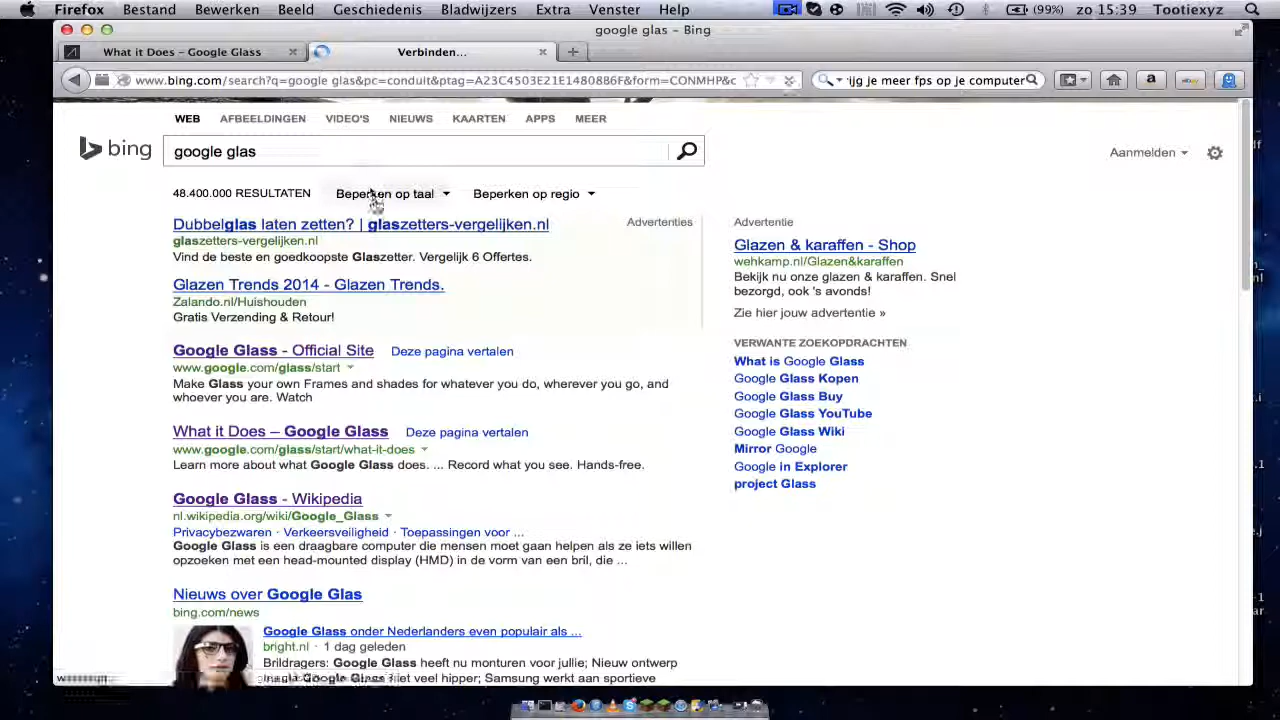 Firefox Bestand Bewerken Beeld Geschiedenis Bladwijzers Extra Venster Help (99%) zo 15:39 Tootiexyz
google glas – Bing
What it Does – Google Glass
Verbinden...
www.bing.com/search?q=google glas&pc=conduit&ptag=A23C4503E21E1480886F&form=CONMHP&c
ijg je meer fps op je computer
WEB AFBEELDINGEN VIDEO'S NIEUWS KAARTEN APPS MEER
bing
google glas
Aanmelden
48.400.000 RESULTATEN Beperken op taal Beperken op regio
Dubbelglas laten zetten? | glaszetters-vergelijken.nl
Advertenties
glaszetters-vergelijken.nl
Vind de beste en goedkoopste Glaszetter. Vergelijk 6 Offertes.
Glazen Trends 2014 - Glazen Trends.
Zalando.nl/Huishouden
Gratis Verzending & Retour!
Google Glass - Official Site Deze pagina vertalen
www.google.com/glass/start
Make Glass your own Frames and shades for whatever you do, wherever you go, and
whoever you are. Watch
What it Does – Google Glass Deze pagina vertalen
www.google.com/glass/start/what-it-does
Learn more about what Google Glass does. ... Record what you see. Hands-free.
Google Glass - Wikipedia
nl.wikipedia.org/wiki/Google_Glass
Privacybezwaren · Verkeersveiligheid · Toepassingen voor ...
Google Glass is een draagbare computer die mensen moet gaan helpen als ze iets willen
opzoeken met een head-mounted display (HMD) in de vorm van een bril, die ...
Nieuws over Google Glas
bing.com/news
Google Glass onder Nederlanders even populair als ...
bright.nl · 1 dag geleden
Brildragers: Google Glass heeft nu monturen voor jullie; Nieuw ontwerp
Google Glass niet veel hipper; Samsung werkt aan sportieve
Advertentie
Glazen & karaffen - Shop
wehkamp.nl/Glazen&karaffen
Bekijk nu onze glazen & karaffen. Snel
bezorgd, ook 's avonds!
Zie hier jouw advertentie »
VERWANTE ZOEKOPDRACHTEN
What is Google Glass
Google Glass Kopen
Google Glass Buy
Google Glass YouTube
Google Glass Wiki
Mirror Google
Google in Explorer
project Glass